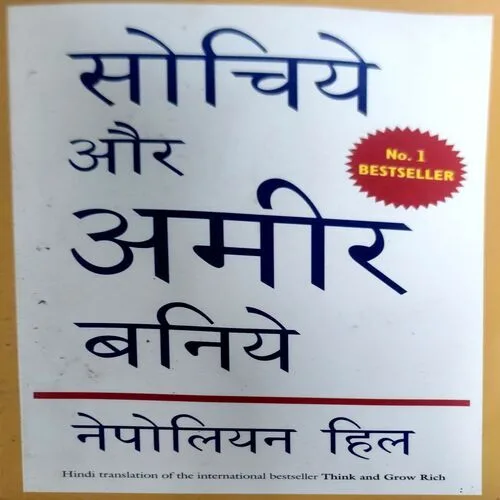 सोचिये
और
No. 1
BESTSELLER
अमीर
बनिये
नेपोलियन हिल
Hindi translation of the international bestseller Think and Grow Rich